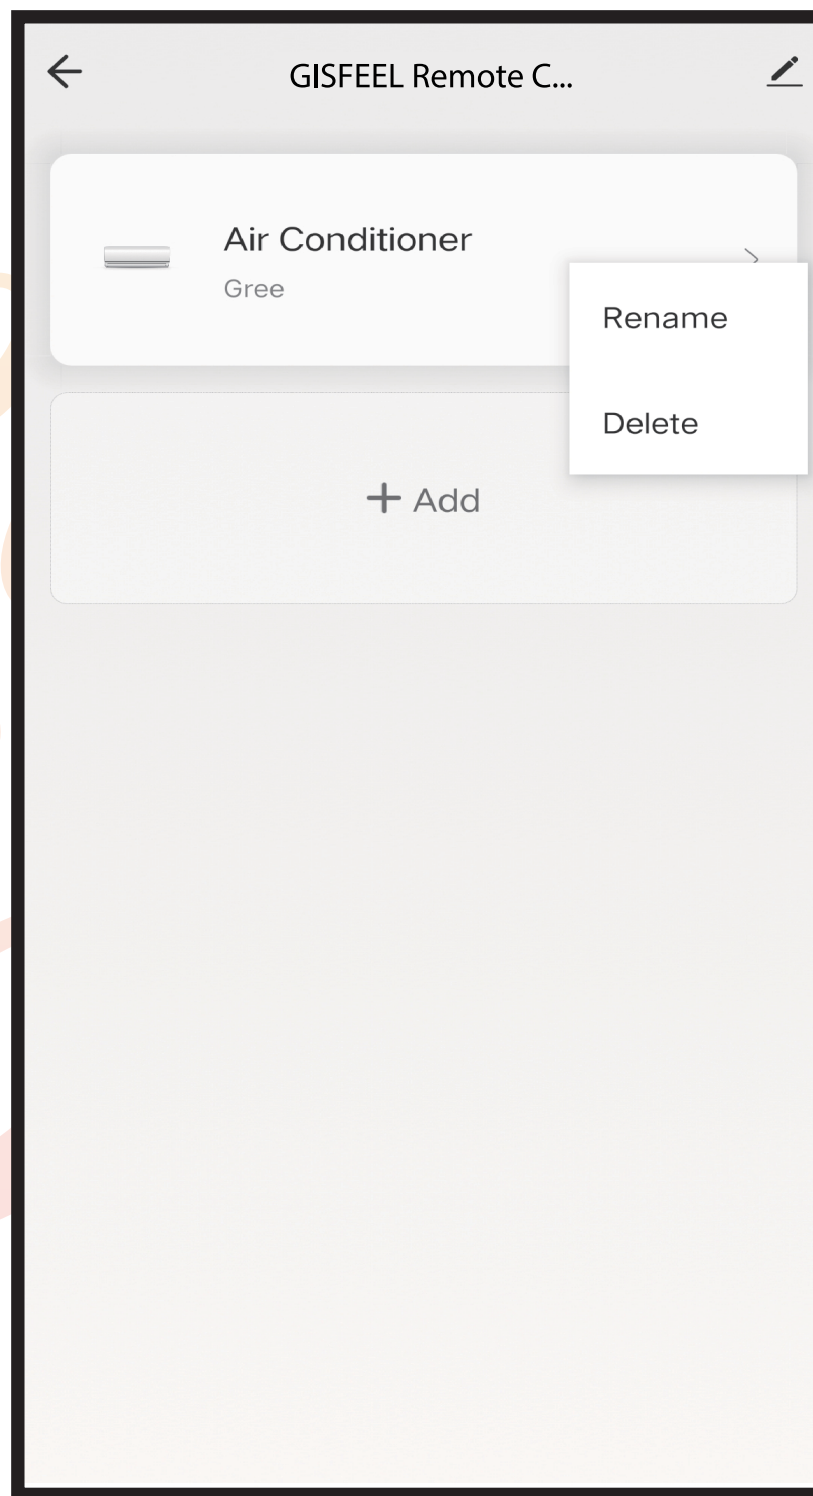 GISFEEL Remote C...
Air Conditioner
Gree
Rename
Delete
Add